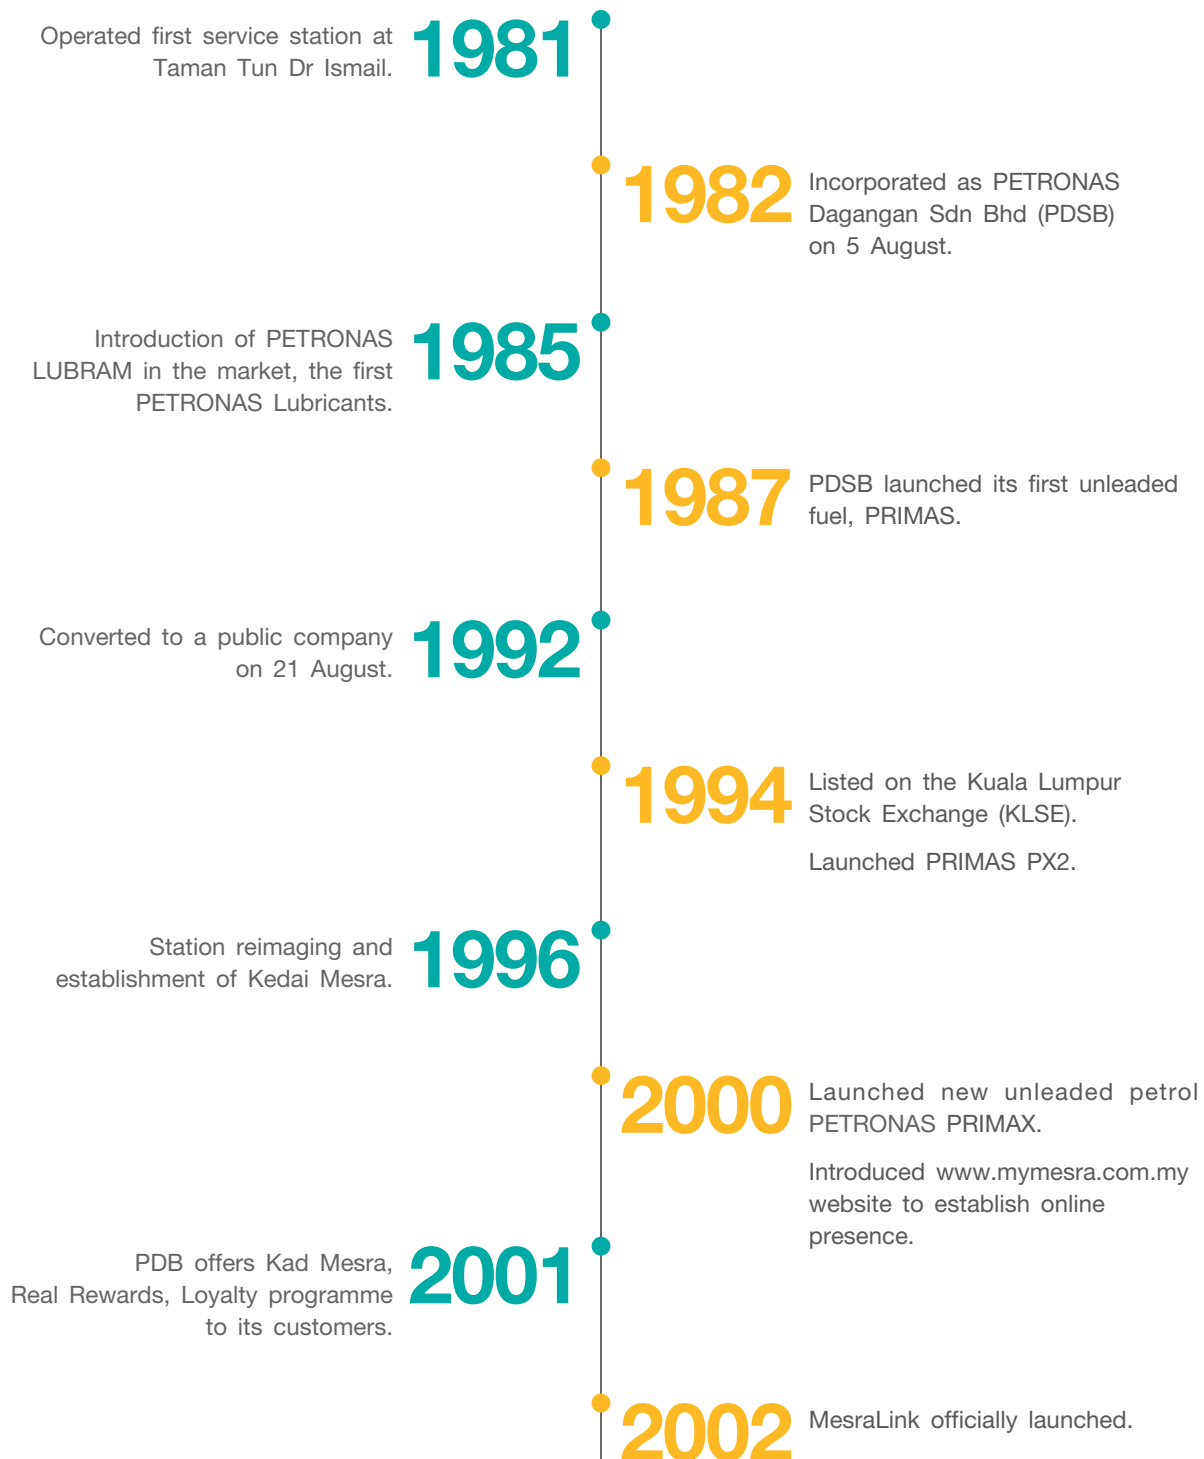 Operated first service station at
Taman Tun Dr Ismail.
1981
1982
Incorporated as PETRONAS
Dagangan Sdn Bhd (PDSB)
on 5 August.
Introduction of PETRONAS
LUBRAM in the market, the first
PETRONAS Lubricants.
1985
1987
PDSB launched its first unleaded
fuel, PRIMAS.
Converted to a public company
on 21 August.
1992
1994
Listed on the Kuala Lumpur
Stock Exchange (KLSE).
Launched PRIMAS PX2.
Station reimaging and
establishment of Kedai Mesra.
1996
2000
Launched new unleaded petrol
PETRONAS PRIMAX.
Introduced www.mymesra.com.my
website to establish online
presence.
PDB offers Kad Mesra,
Real Rewards, Loyalty programme
to its customers.
2001
2002
MesraLink officially launched.